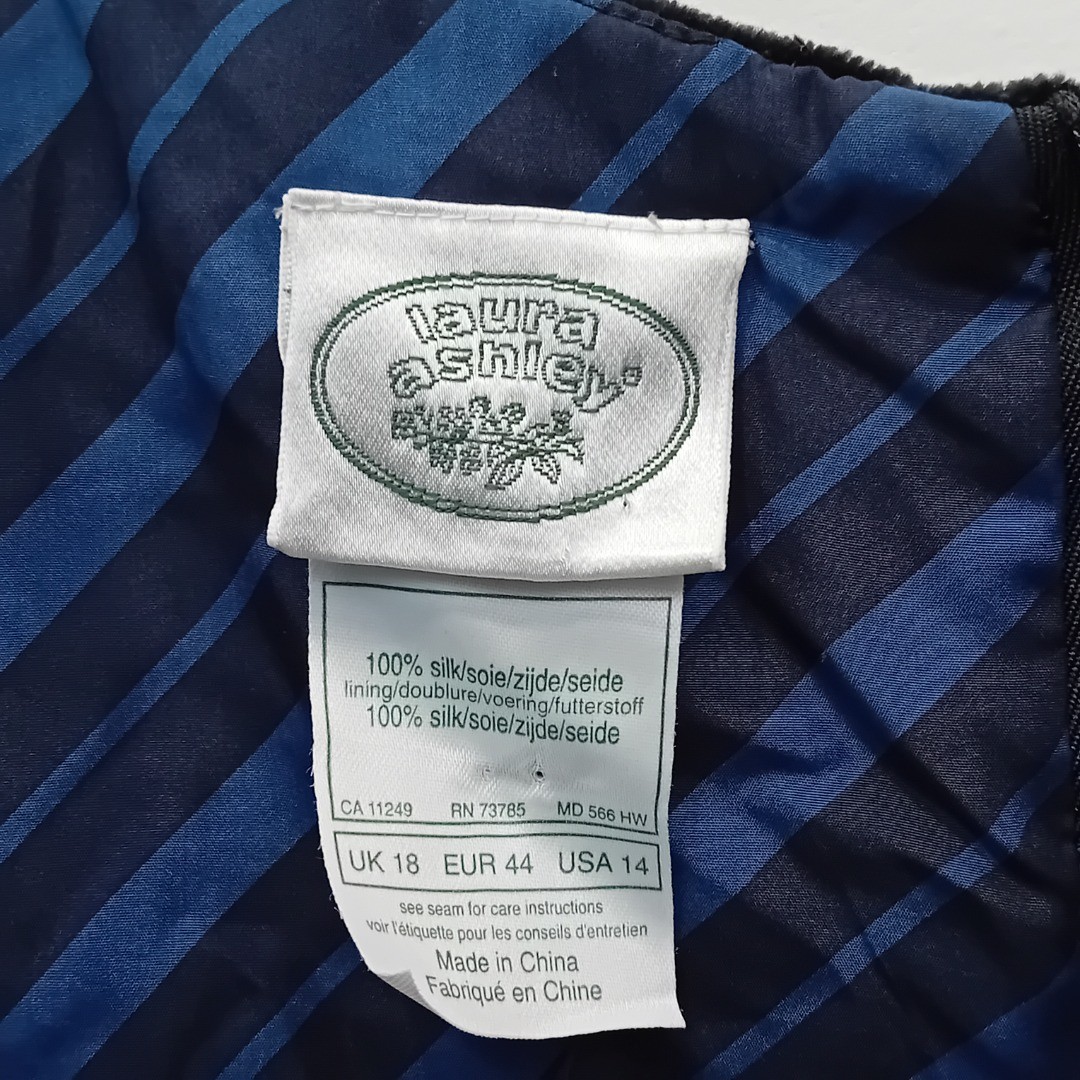 laura
ashley®
100% silk/soie/zijde/seide
lining/doublure/voering/futterstoff
100% silk/soie/zijde/seide
CA 11249 RN 73785 MD 566 HW
UK 18 EUR 44 USA 14
see seam for care instructions
voir l'étiquette pour les conseils d'entretien
Made in China
Fabriqué en Chine